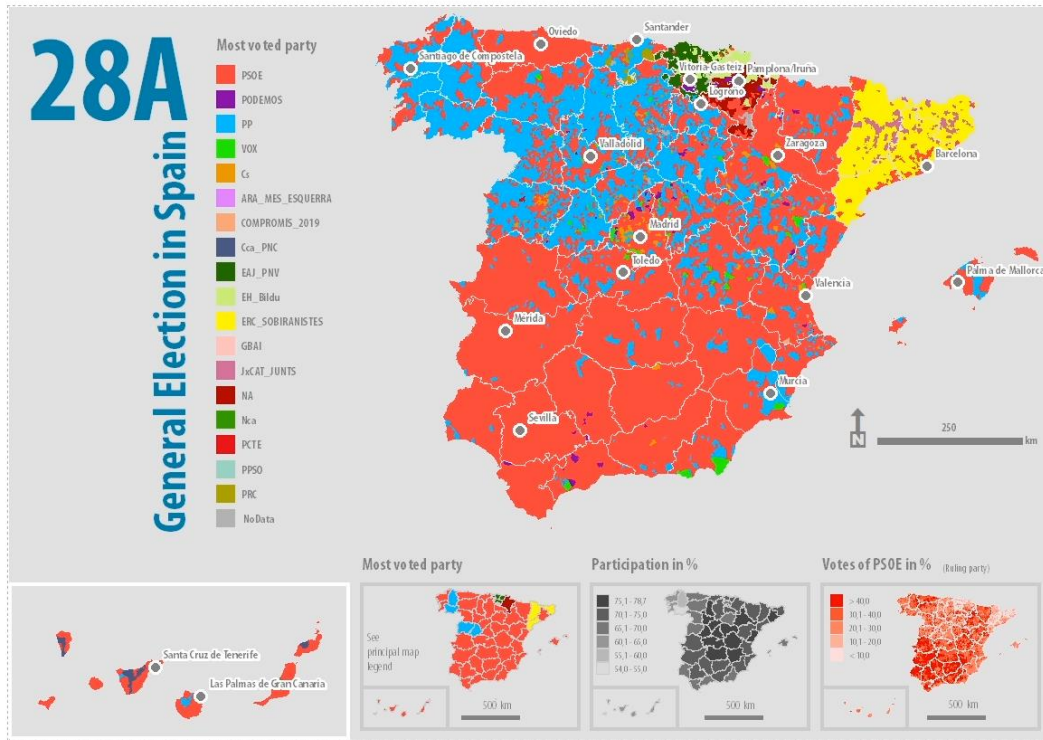 28A
General Election in Spain
Most voted party
PSOE
PODEMOS
PP
VOX
Cs
ARA_MES_ESQUERRA
COMPROMÍS_2019
Cca_PNC
EAJ_PNV
EH_Bildu
ERC_SOBIRANISTES
GBAI
JxCAT_JUNTS
NA
Nca
PCTE
PPSO
PRC
NoData
Oviedo
Santander
Santiago de Compostela
Vitoria-Gasteiz
Pamplona/Iruña
Logroño
Valladolid
Zaragoza
Barcelona
Madrid
Toledo
Valencia
Palma de Mallorca
Mérida
Murcia
Sevilla
N
250
km
Santa Cruz de Tenerife
Las Palmas de Gran Canaria
Most voted party
See
principal map
legend
500 km
Participation in %
75,1 - 78,7
70,1 - 75,0
65,1 - 70,0
60,1 - 65,0
55,1 - 60,0
54,0 - 55,0
500 km
Votes of PSOE in % (Ruling party)
> 40,0
30,1 - 40,0
20,1 - 30,0
10,1 - 20,0
< 10,0
500 km